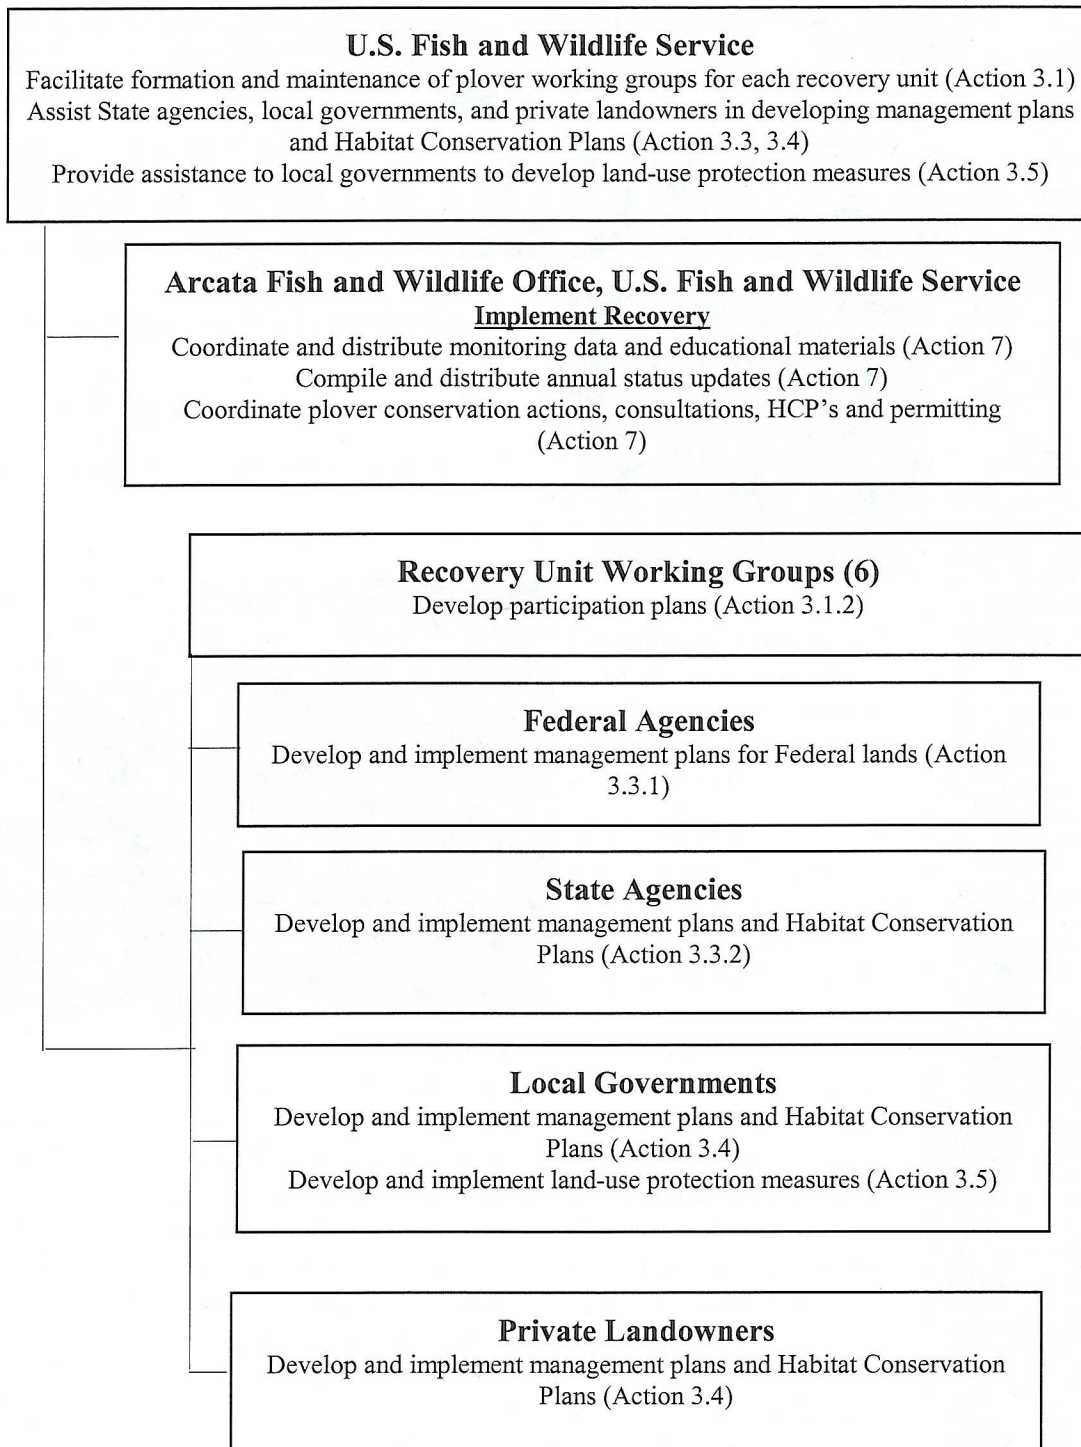 U.S. Fish and Wildlife Service
Facilitate formation and maintenance of plover working groups for each recovery unit (Action 3.1)
Assist State agencies, local governments, and private landowners in developing management plans
and Habitat Conservation Plans (Action 3.3, 3.4)
Provide assistance to local governments to develop land-use protection measures (Action 3.5)
Arcata Fish and Wildlife Office, U.S. Fish and Wildlife Service
Implement Recovery
Coordinate and distribute monitoring data and educational materials (Action 7)
Compile and distribute annual status updates (Action 7)
Coordinate plover conservation actions, consultations, HCP's and permitting
(Action 7)
Recovery Unit Working Groups (6)
Develop participation plans (Action 3.1.2)
Federal Agencies
Develop and implement management plans for Federal lands (Action
3.3.1)
State Agencies
Develop and implement management plans and Habitat Conservation
Plans (Action 3.3.2)
Local Governments
Develop and implement management plans and Habitat Conservation
Plans (Action 3.4)
Develop and implement land-use protection measures (Action 3.5)
Private Landowners
Develop and implement management plans and Habitat Conservation
Plans (Action 3.4)